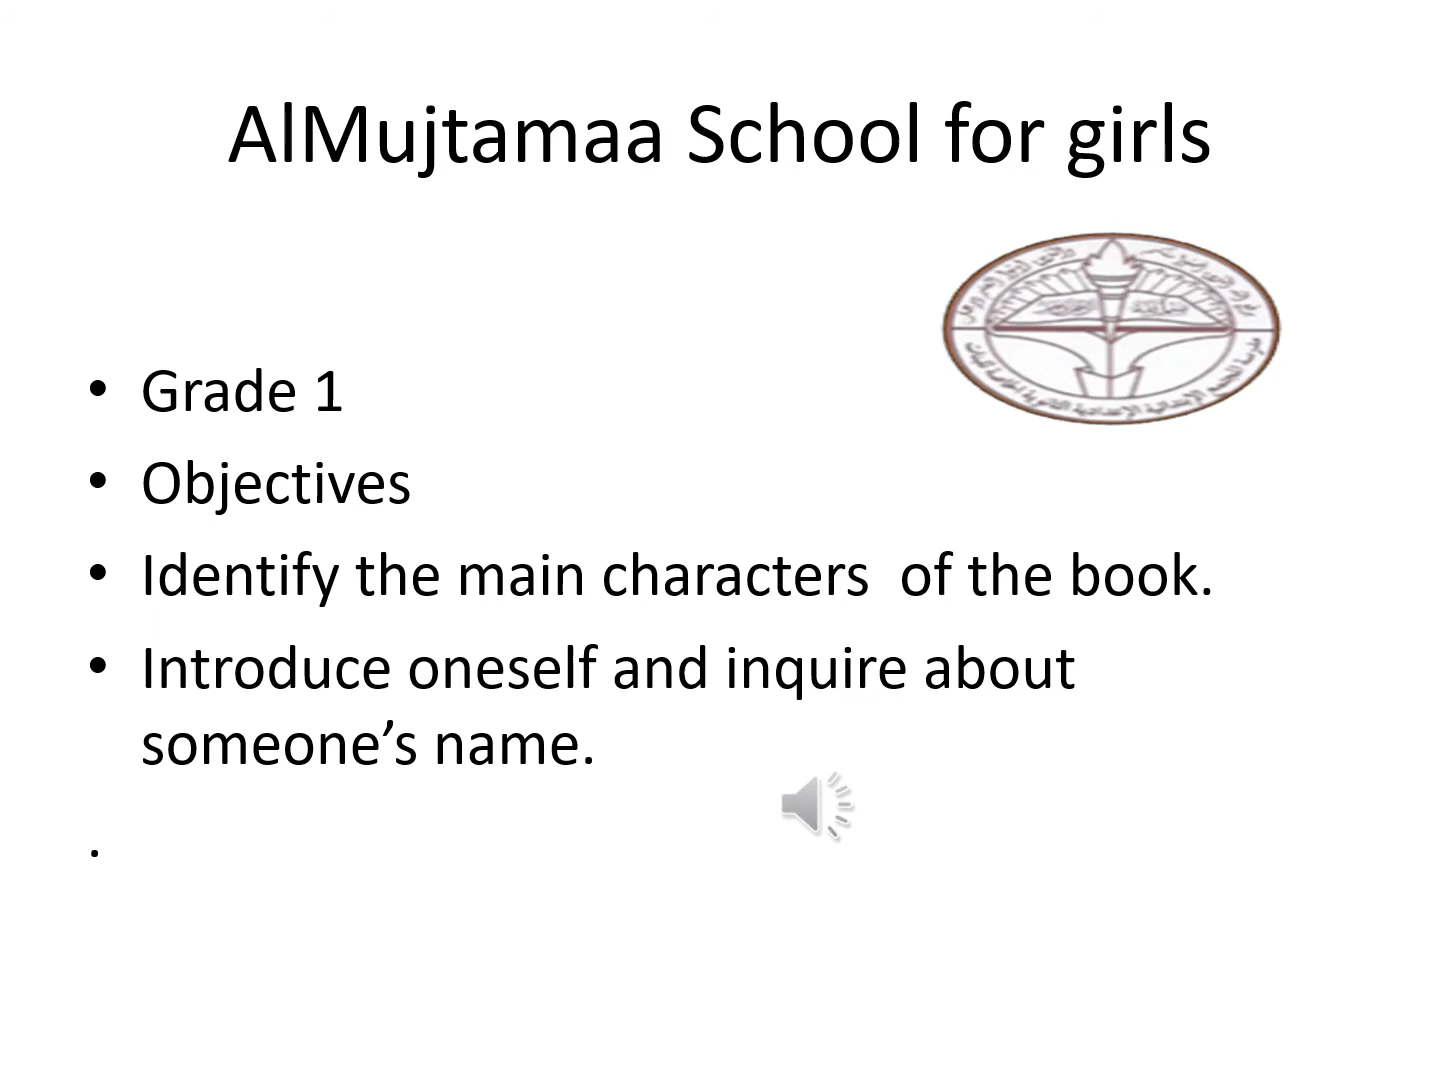 AlMujtamaa School for girls
• Grade 1
• Objectives
• Identify the main characters  of the book.
• Introduce oneself and inquire about
someone’s name.
.